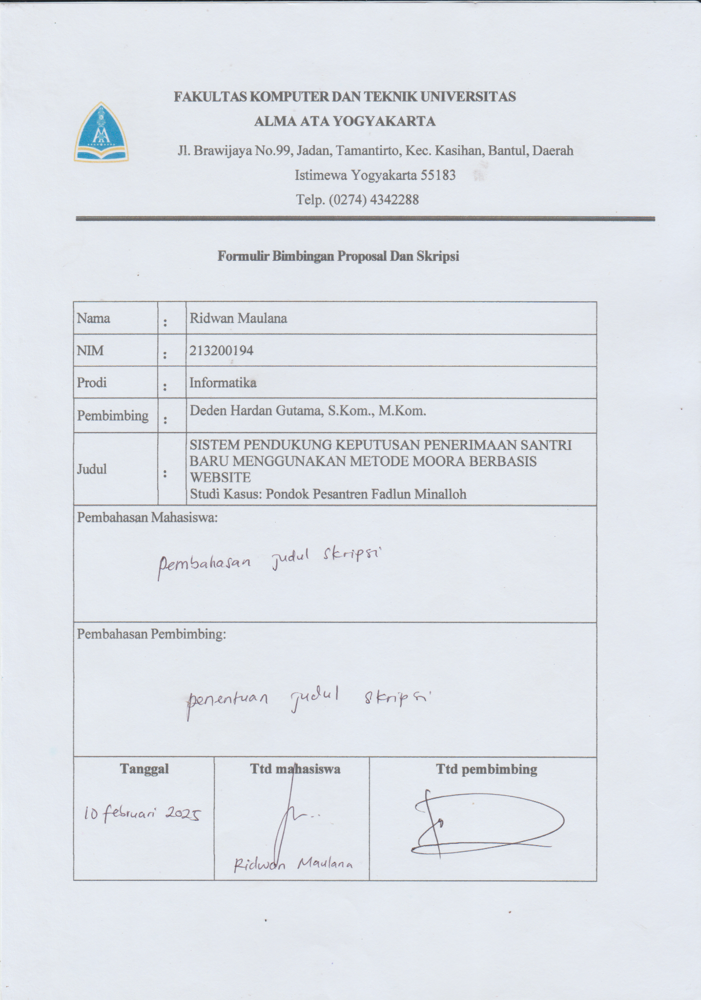 FAKULTAS KOMPUTER DAN TEKNIK UNIVERSITAS
ALMA ATA YOGYAKARTA
Jl. Brawijaya No.99, Jadan, Tamantirto, Kec. Kasihan, Bantul, Daerah
Istimewa Yogyakarta 55183
Telp. (0274) 4342288
Formulir Bimbingan Proposal Dan Skripsi
Nama : Ridwan Maulana
NIM : 213200194
Prodi : Informatika
Pembimbing : Deden Hardan Gutama, S.Kom., M.Kom.
Judul : SISTEM PENDUKUNG KEPUTUSAN PENERIMAAN SANTRI
BARU MENGGUNAKAN METODE MOORA BERBASIS
WEBSITE
Studi Kasus: Pondok Pesantren Fadlun Minalloh
Pembahasan Mahasiswa:
Pembahasan judul skripsi
Pembahasan Pembimbing:
penentuan judul skripsi
Tanggal Ttd mahasiswa Ttd pembimbing
10 februari 2025
Ridwan Maulana